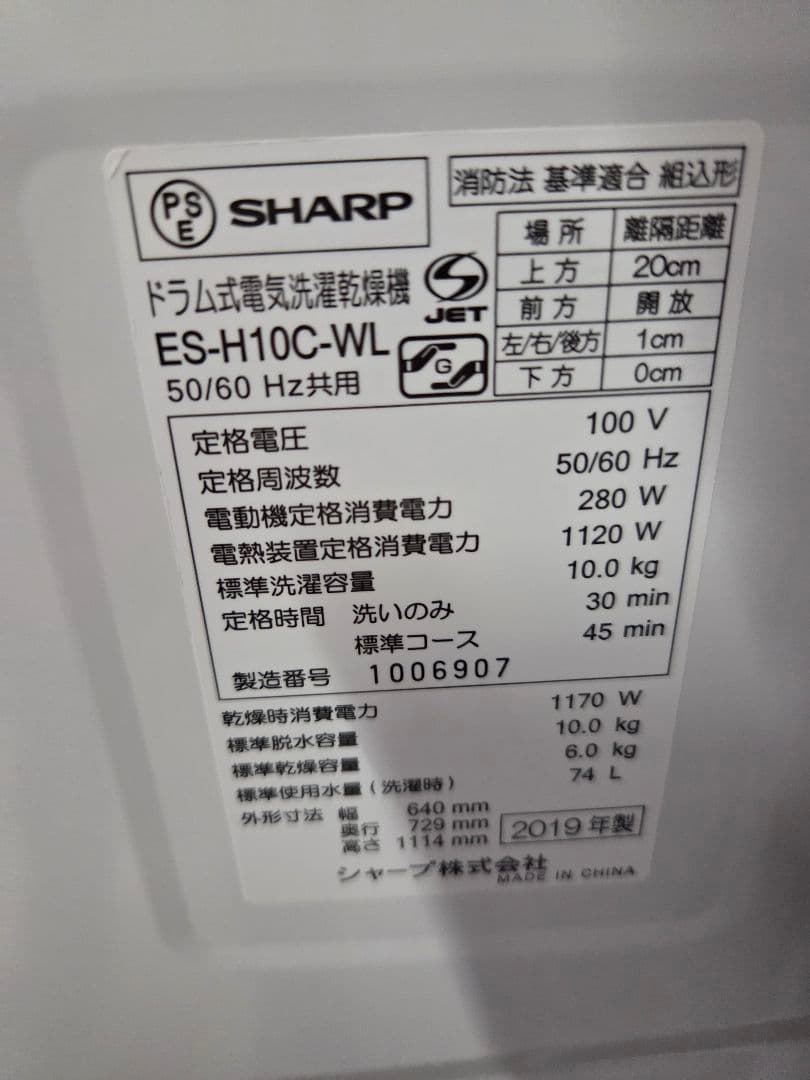 PS
E
SHARP
消防法 基準適合 組込形
場所 離隔距離
上方 20cm
前方 開放
左/右/後方 1cm
下方 0cm
ドラム式電気洗濯乾燥機
S
JET
ES-H10C-WL
G
50/60 Hz共用
定格電圧 100 V
定格周波数 50/60 Hz
電動機定格消費電力 280 W
電熱装置定格消費電力 1120 W
標準洗濯容量 10.0 kg
定格時間 洗いのみ 30 min
標準コース 45 min
製造番号 1006907
乾燥時消費電力 1170 W
標準脱水容量 10.0 kg
標準乾燥容量 6.0 kg
標準使用水量(洗濯時) 74 L
外形寸法 幅 640 mm
奥行 729 mm
高さ 1114 mm
2019年製
シャープ株式会社
MADE IN CHINA